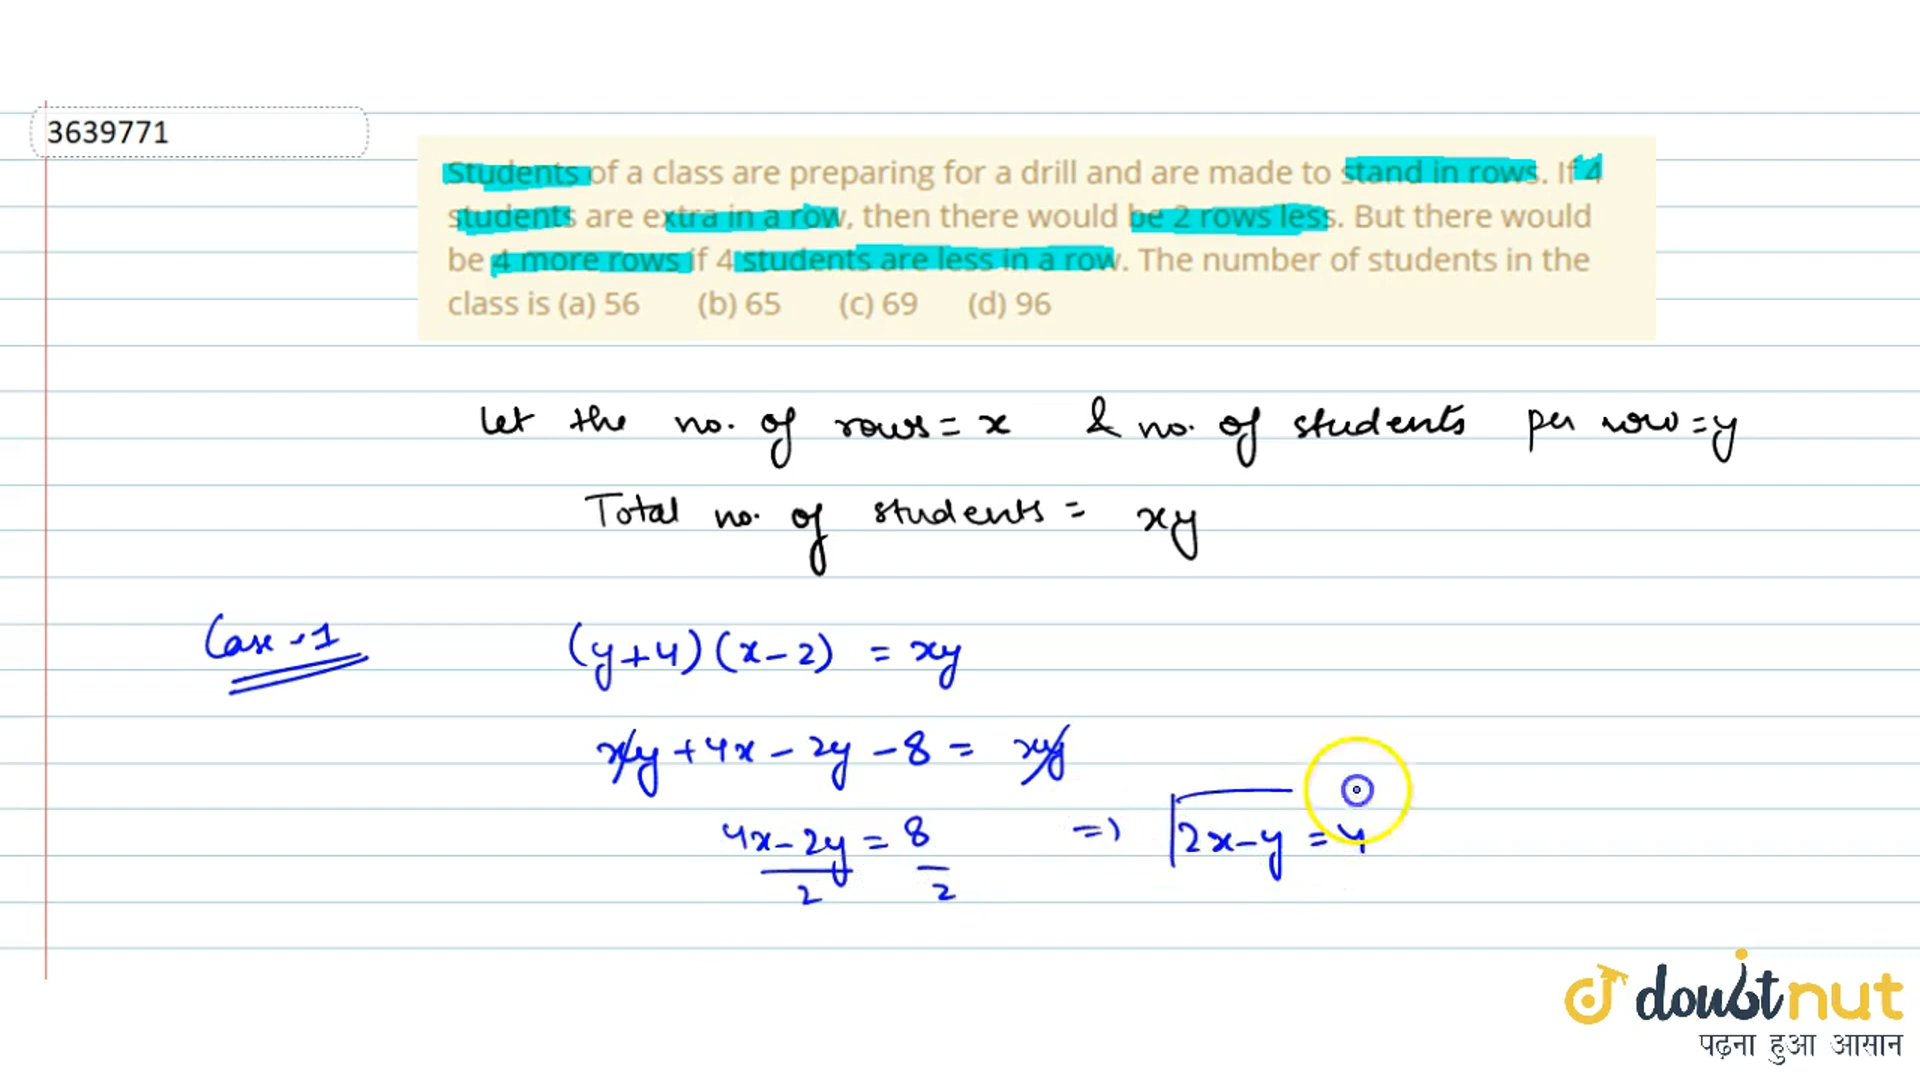 3639771
Students of a class are preparing for a drill and are made to stand in rows. If 4
students are extra in a row, then there would be 2 rows less. But there would
be 4 more rows if 4 students are less in a row. The number of students in the
class is (a) 56 (b) 65 (c) 69 (d) 96
Let the no. of rows = x & no. of students per row = y
Total no. of students = xy
Case - 1 (y+4)(x-2) = xy
xy + 4x - 2y - 8 = xy
4x - 2y = 8 => 2x - y = 4
2 2
doubtnut
पढ़ना हुआ आसान